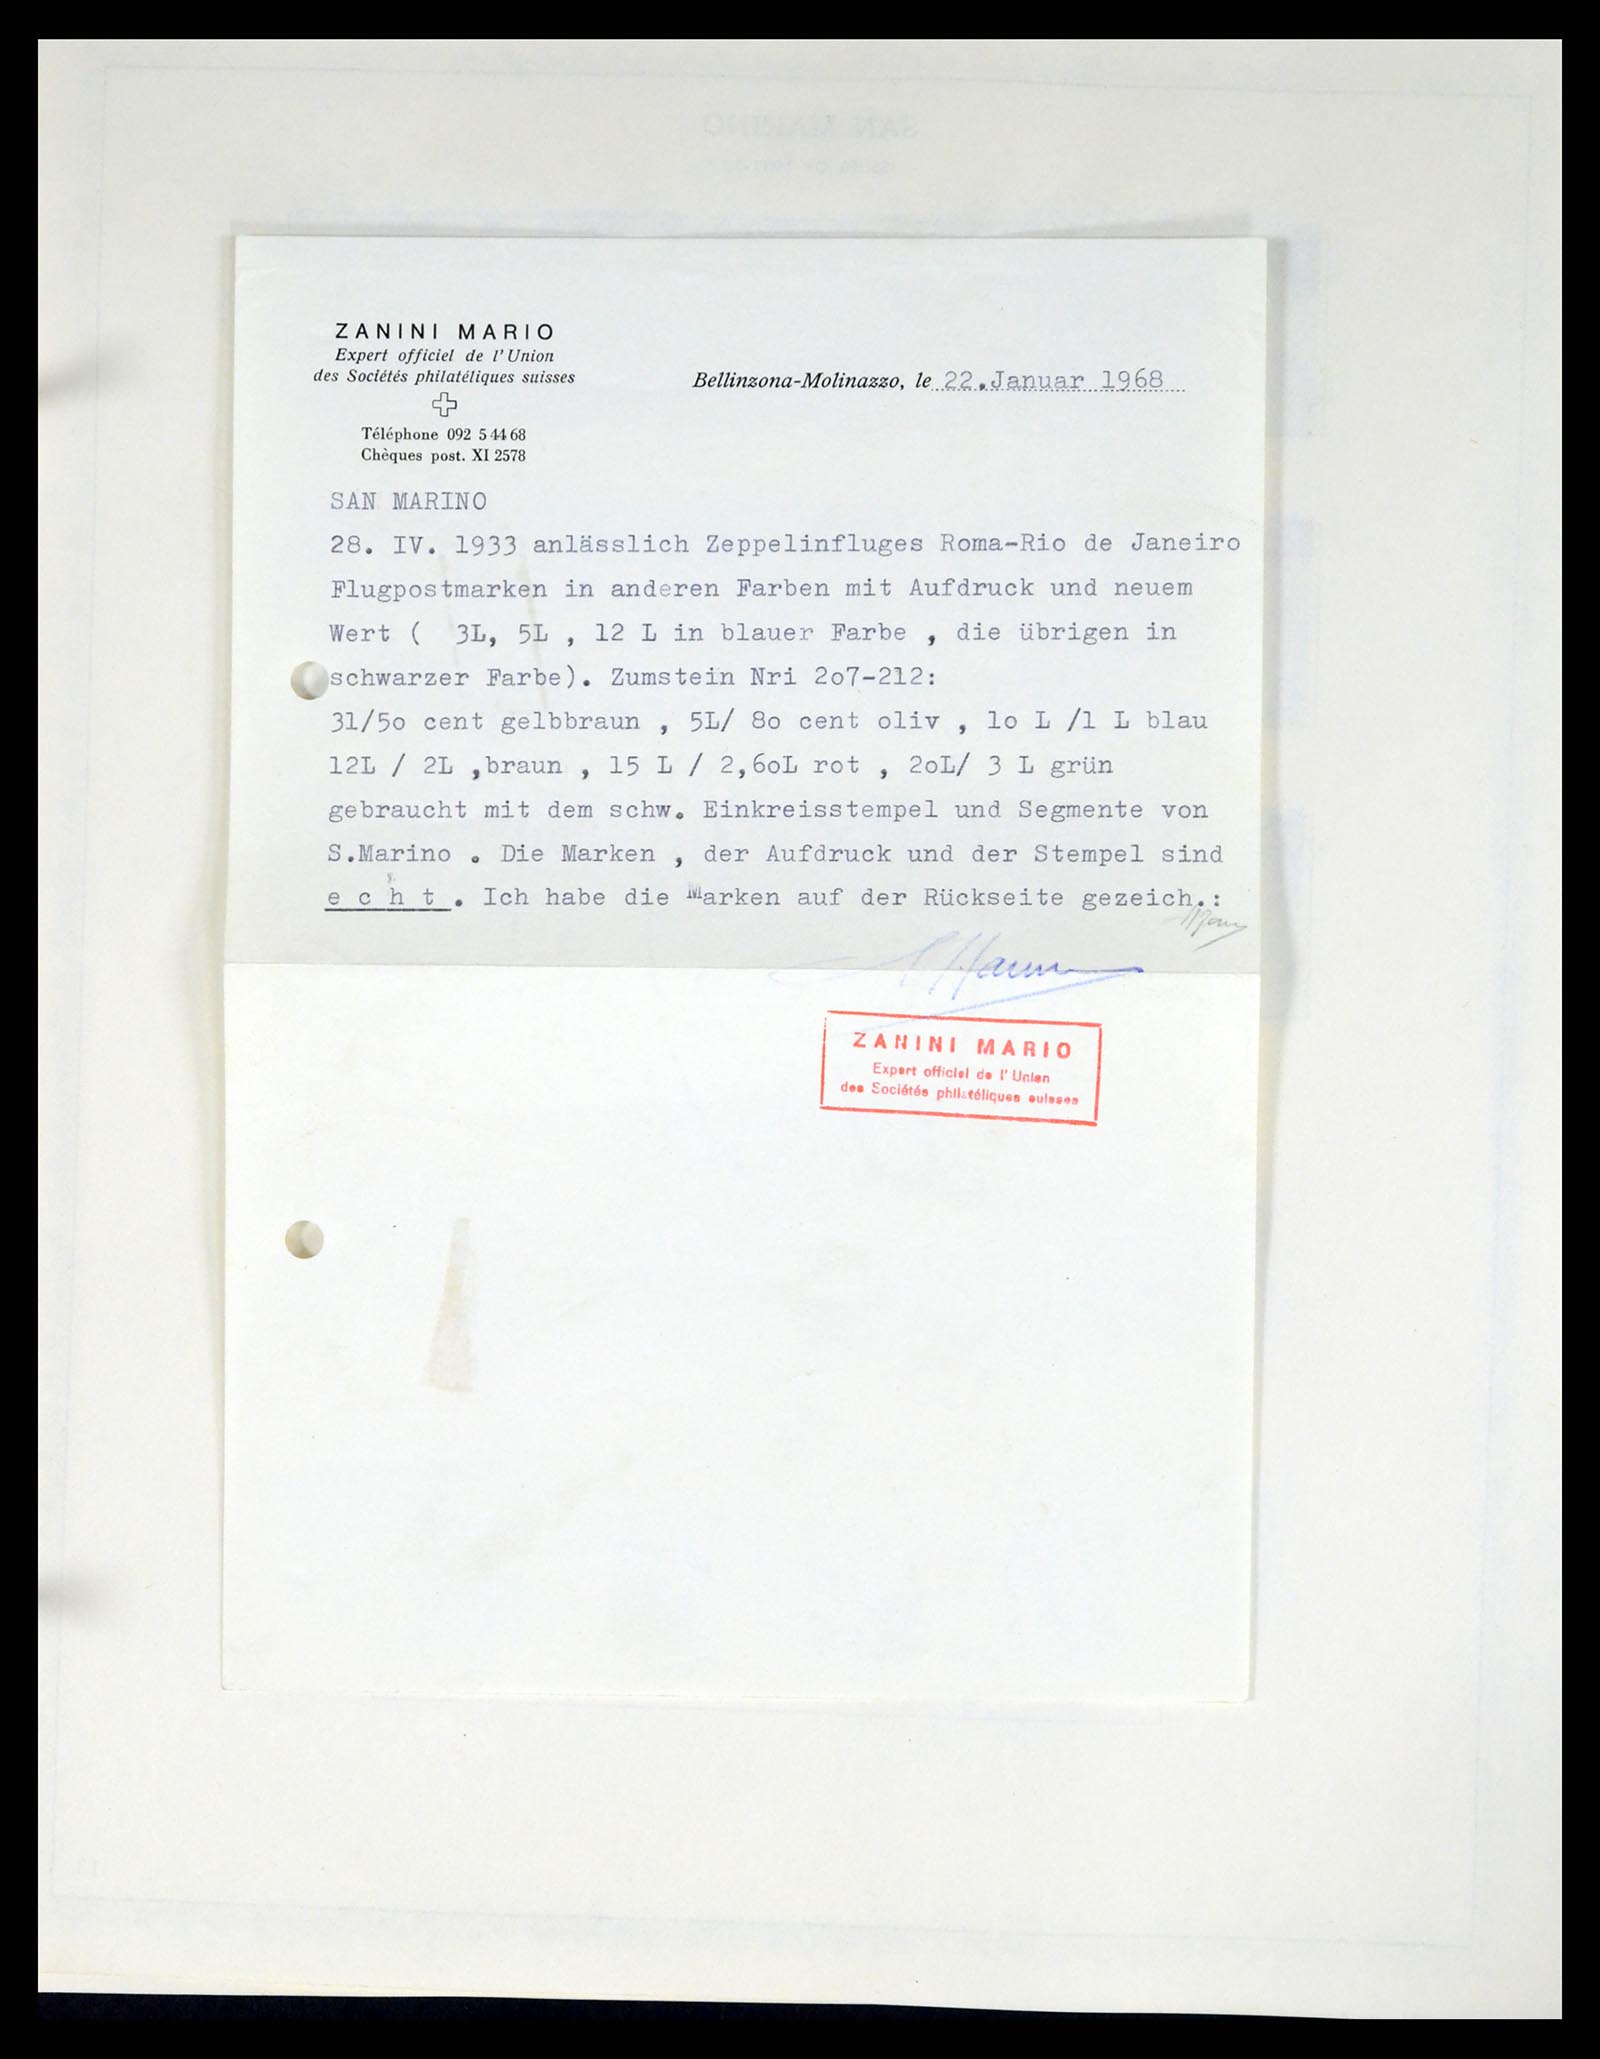 SAN MARINO
ZANINI MARIO
Expert officiel de l'Union
des Sociétés philatéliques suisses
Bellinzona-Molinazzo, le 22.Januar 1968
Téléphone 092 5 44 68
Chèques post. XI 2578
SAN MARINO
28. IV. 1933 anlässlich Zeppelinfluges Roma-Rio de Janeiro
Flugpostmarken in anderen Farben mit Aufdruck und neuem
Wert ( 3L, 5L , 12 L in blauer Farbe , die übrigen in
schwarzer Farbe). Zumstein Nri 2o7-212:
3l/5o cent gelbbraun , 5L/ 8o cent oliv , lo L /l L blau
12L / 2L ,braun , 15 L / 2,6oL rot , 2oL/ 3 L grün
gebraucht mit dem schw. Einkreisstempel und Segmente von
S.Marino . Die Marken , der Aufdruck und der Stempel sind
e c h t . Ich habe die Marken auf der Rückseite gezeich.:
ZANINI MARIO
Expert officiel de l'Union
des Sociétés philatéliques suisses